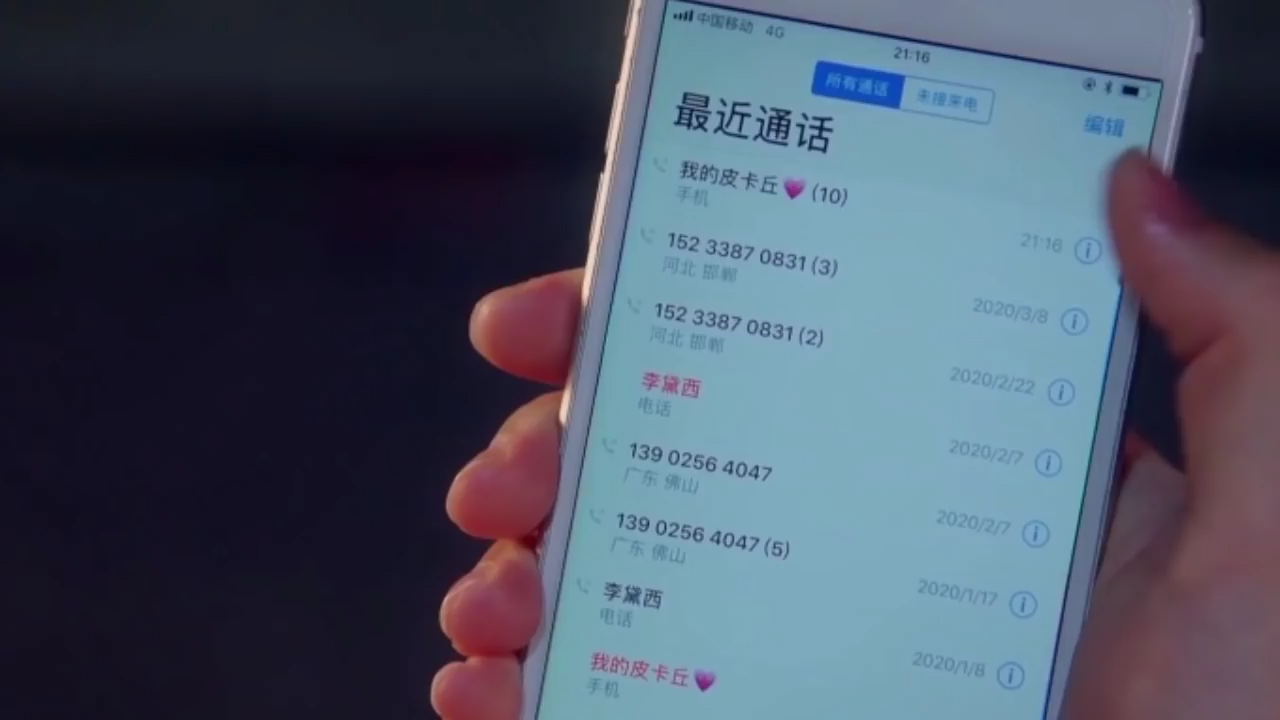 中国移动 4G
21:16
所有通话 未接来电
编辑
最近通话
我的皮卡丘💗 (10)
手机
21:16
152 3387 0831 (3)
河北 邯郸
2020/3/8
152 3387 0831 (2)
河北 邯郸
2020/2/22
李黛西
电话
2020/2/7
139 0256 4047
广东 佛山
2020/2/7
139 0256 4047 (5)
广东 佛山
2020/1/17
李黛西
电话
2020/1/8
我的皮卡丘💗
手机